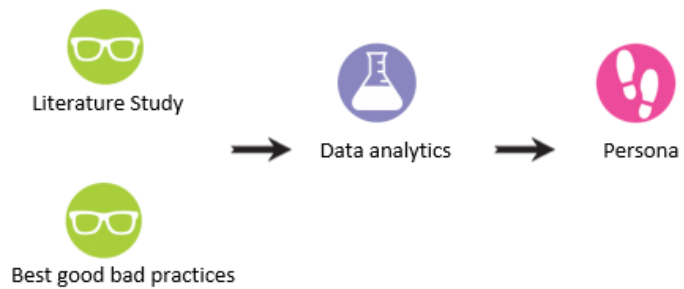 Literature Study
Data analytics
Persona
Best good bad practices